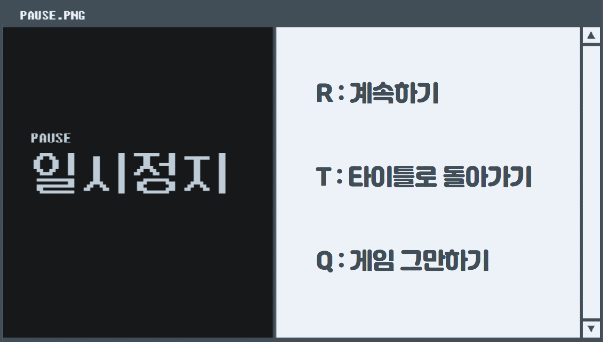 PAUSE.PNG
PAUSE
일시정지
R : 계속하기
T : 타이틀로 돌아가기
Q : 게임 그만하기